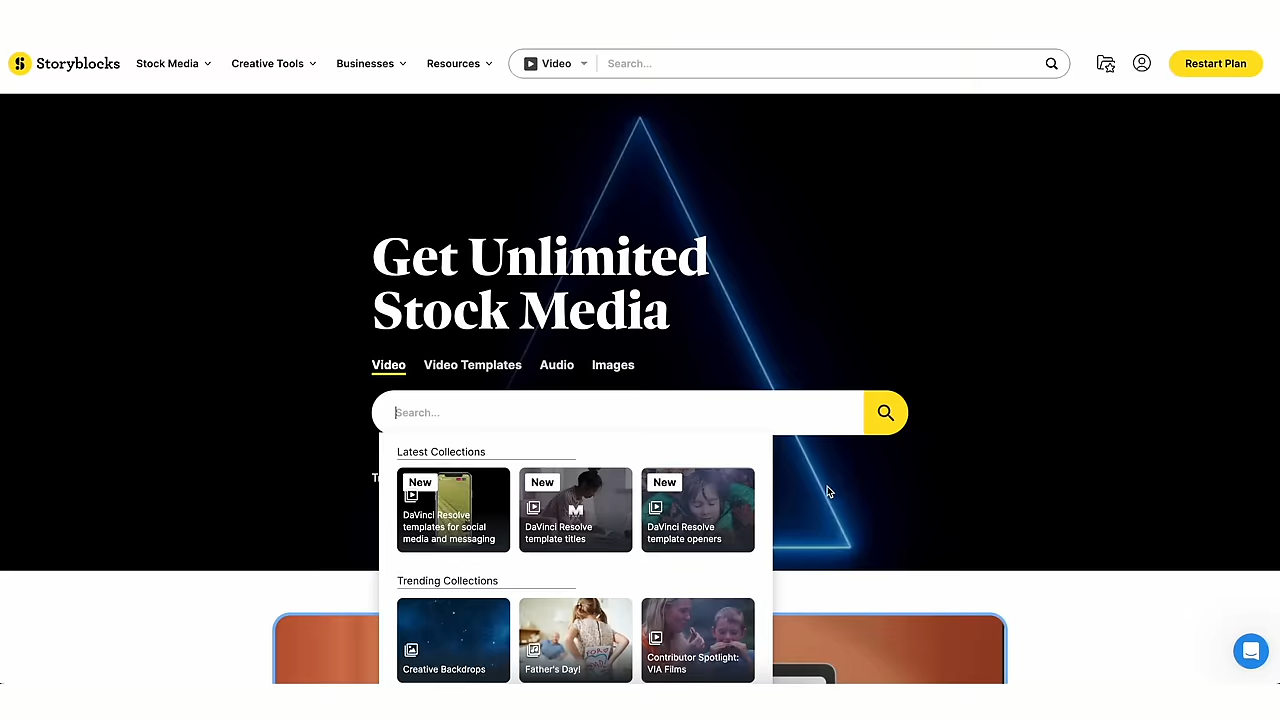 Storyblocks
Stock Media
Creative Tools
Businesses
Resources
Video
Search...
Restart Plan
Get Unlimited
Stock Media
Video
Video Templates
Audio
Images
Search...
Latest Collections
New
DaVinci Resolve
templates for social
media and messaging
New
DaVinci Resolve
template titles
New
DaVinci Resolve
template openers
Trending Collections
Creative Backdrops
Father's Day!
Contributor Spotlight:
VIA Films